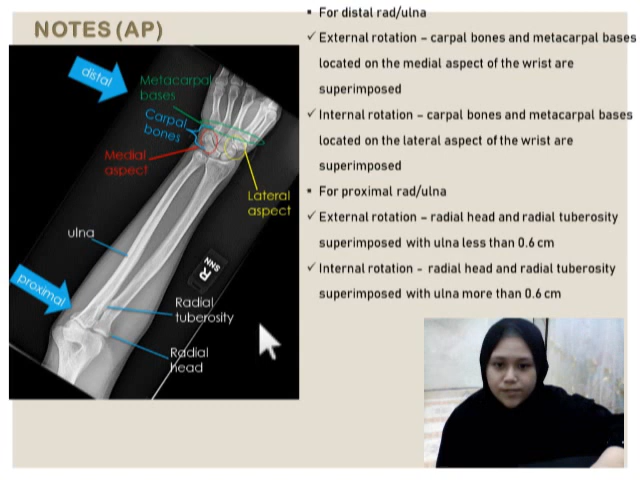 NOTES (AP)
distal
Metacarpal
bases
Carpal
bones
Medial
aspect
Lateral
aspect
ulna
R
SNN
proximal
Radial
tuberosity
Radial
head
▪ For distal rad/ulna
✓ External rotation – carpal bones and metacarpal bases
located on the medial aspect of the wrist are
superimposed
✓ Internal rotation – carpal bones and metacarpal bases
located on the lateral aspect of the wrist are
superimposed
▪ For proximal rad/ulna
✓ External rotation – radial head and radial tuberosity
superimposed with ulna less than 0.6 cm
✓ Internal rotation - radial head and radial tuberosity
superimposed with ulna more than 0.6 cm